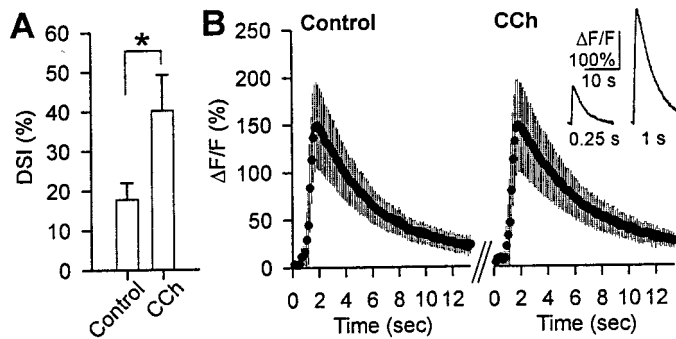 A
DSI (%)
60
50
40
30
20
10
0
*
Control
CCh
B
Control
ΔF/F (%)
250
200
150
100
50
0
0 2 4 6 8 10 12
Time (sec)
CCh
ΔF/F
100%
10 s
0.25 s
1 s
0 2 4 6 8 10 12
Time (sec)